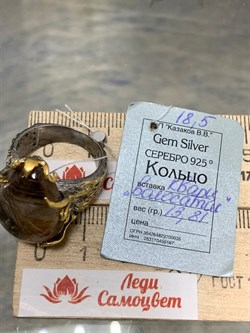 18,5
ИП "Казаков В.В."
Gem Silver
СЕРЕБРО 925°
Кольцо
вставка кварц
"волосатик"
вес (гр.) 13,81
цена
Леди
Самоцвет
ГОСТ